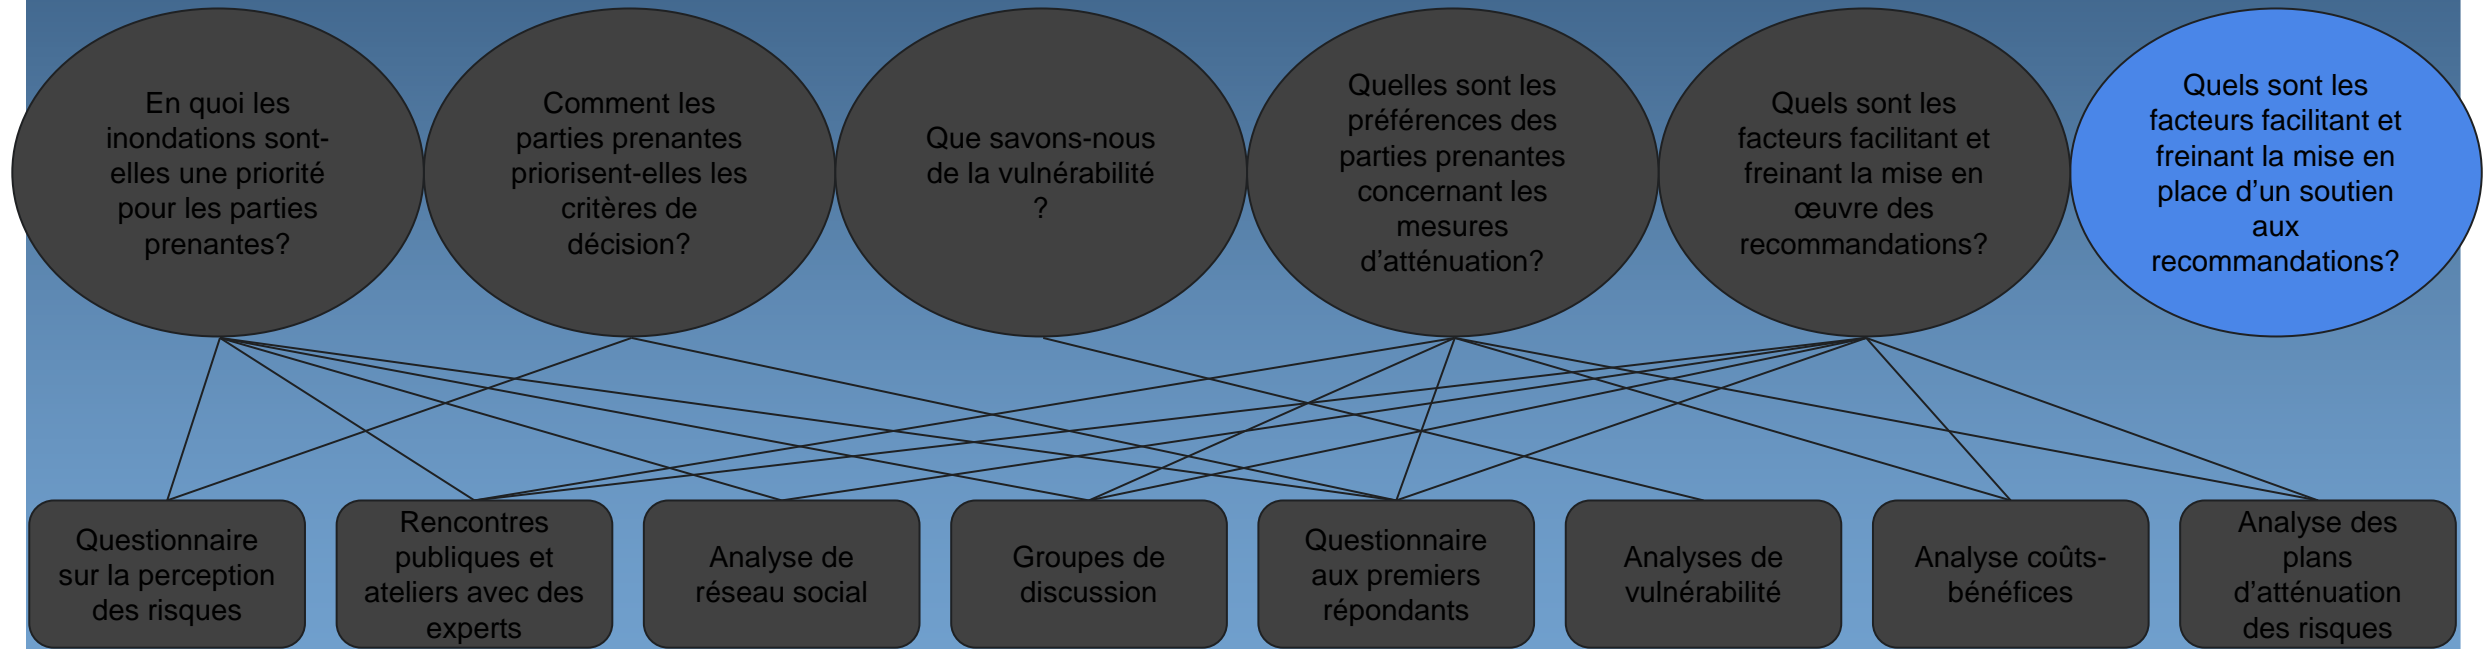 En quoi les
inondations sont-
elles une priorité
pour les parties
prenantes?
Comment les
parties prenantes
priorisent-elles les
critères de
décision?
Que savons-nous
de la vulnérabilité
?
Quelles sont les
préférences des
parties prenantes
concernant les
mesures
d’atténuation?
Quels sont les
facteurs facilitant et
freinant la mise en
œuvre des
recommandations?
Quels sont les
facteurs facilitant et
freinant la mise en
place d’un soutien
aux
recommandations?
Questionnaire
sur la perception
des risques
Rencontres
publiques et
ateliers avec des
experts
Analyse de
réseau social
Groupes de
discussion
Questionnaire
aux premiers
répondants
Analyses de
vulnérabilité
Analyse coûts-
bénéfices
Analyse des
plans
d’atténuation
des risques